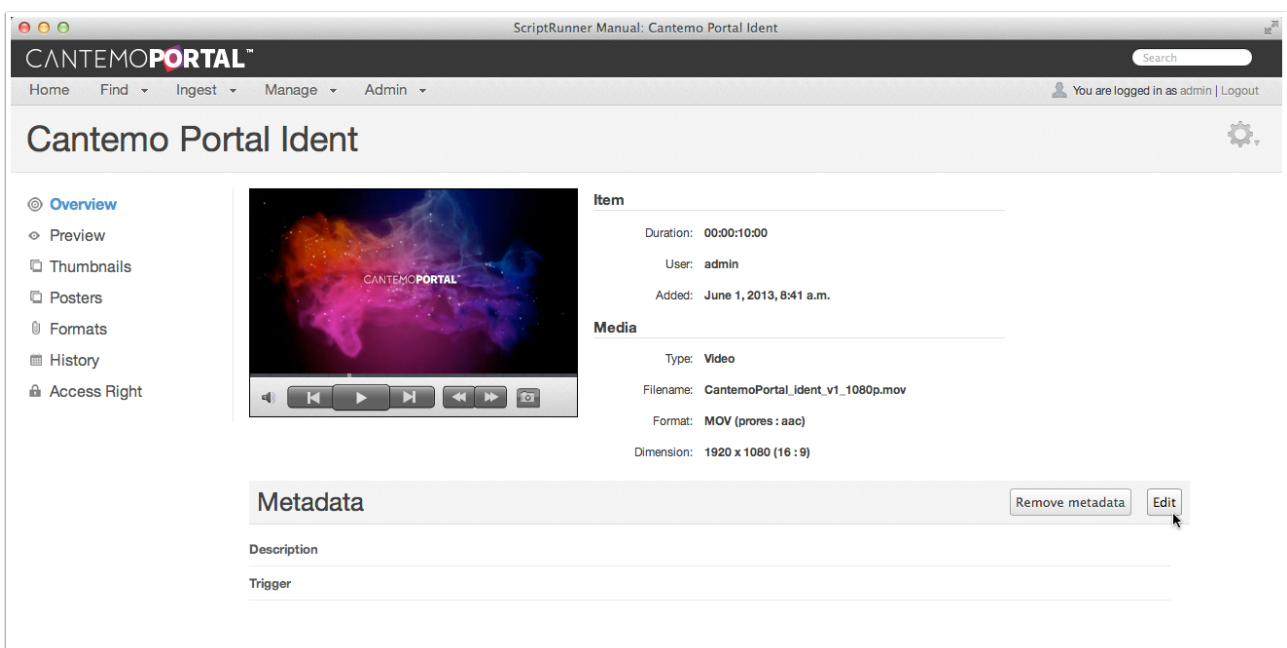 ScriptRunner Manual: Cantemo Portal Ident
CANTEMOPORTAL™
Search
Home Find Ingest Manage Admin
You are logged in as admin | Logout
Cantemo Portal Ident
Overview
Preview
Thumbnails
Posters
Formats
History
Access Right
CANTEMOPORTAL™
Item
Duration: 00:00:10:00
User: admin
Added: June 1, 2013, 8:41 a.m.
Media
Type: Video
Filename: CantemoPortal_ident_v1_1080p.mov
Format: MOV (prores : aac)
Dimension: 1920 x 1080 (16 : 9)
Metadata
Remove metadata Edit
Description
Trigger